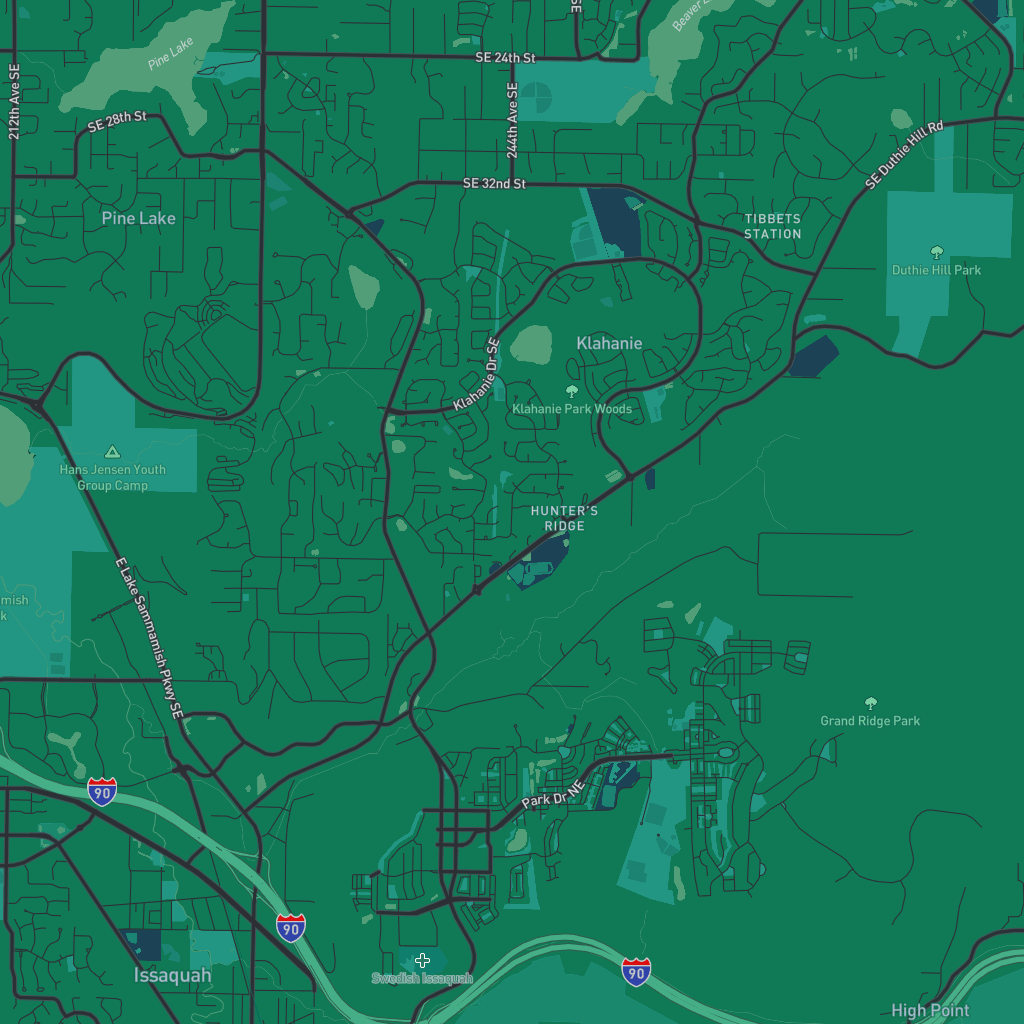 SE
Beaver
Pine Lake
SE 24th St
212th Ave SE
244th Ave SE
SE 28th St
SE Duthie Hill Rd
SE 32nd St
Pine Lake
TIBBETS
STATION
Duthie Hill Park
Klahanie
Klahanie Dr SE
Klahanie Park Woods
Hans Jensen Youth
Group Camp
HUNTER'S
RIDGE
E Lake Sammamish Pkwy SE
mish
k
Grand Ridge Park
90
Park Dr NE
90
90
Swedish Issaquah
Issaquah
High Point